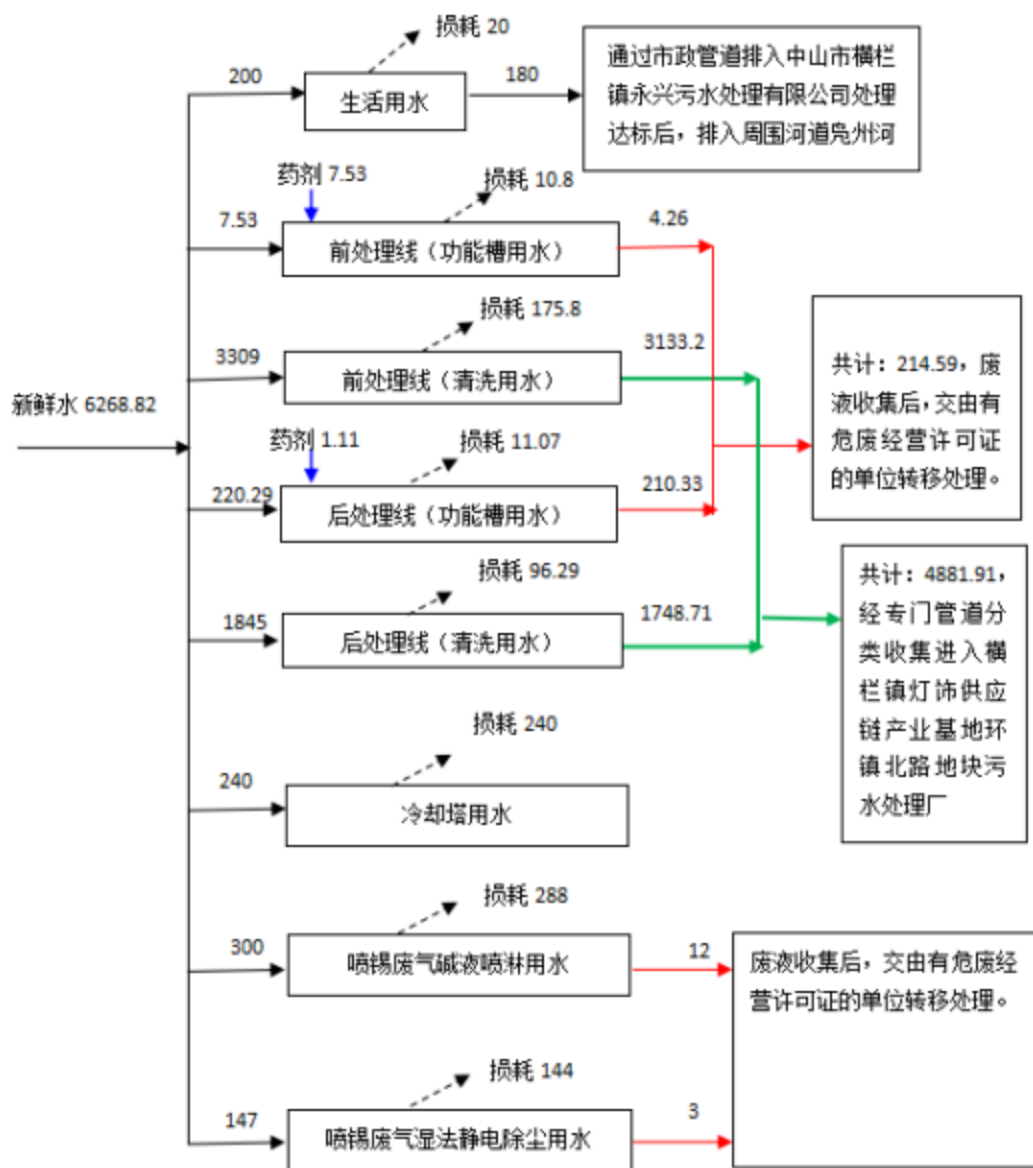 损耗 20
200
生活用水
180
通过市政管道排入中山市横栏
镇永兴污水处理有限公司处理
达标后，排入周围河道凫州河
药剂 7.53
损耗 10.8
7.53
前处理线（功能槽用水）
4.26
损耗 175.8
3309
前处理线（清洗用水）
3133.2
共计：214.59，废
液收集后，交由有
危废经营许可证
的单位转移处理。
新鲜水 6268.82
药剂 1.11
损耗 11.07
220.29
后处理线（功能槽用水）
210.33
损耗 96.29
1845
后处理线（清洗用水）
1748.71
共计：4881.91，
经专门管道分
类收集进入横
栏镇灯饰供应
链产业基地环
镇北路地块污
水处理厂
损耗 240
240
冷却塔用水
损耗 288
300
喷锡废气碱液喷淋用水
12
废液收集后，交由有危废经
营许可证的单位转移处理。
损耗 144
147
喷锡废气湿法静电除尘用水
3